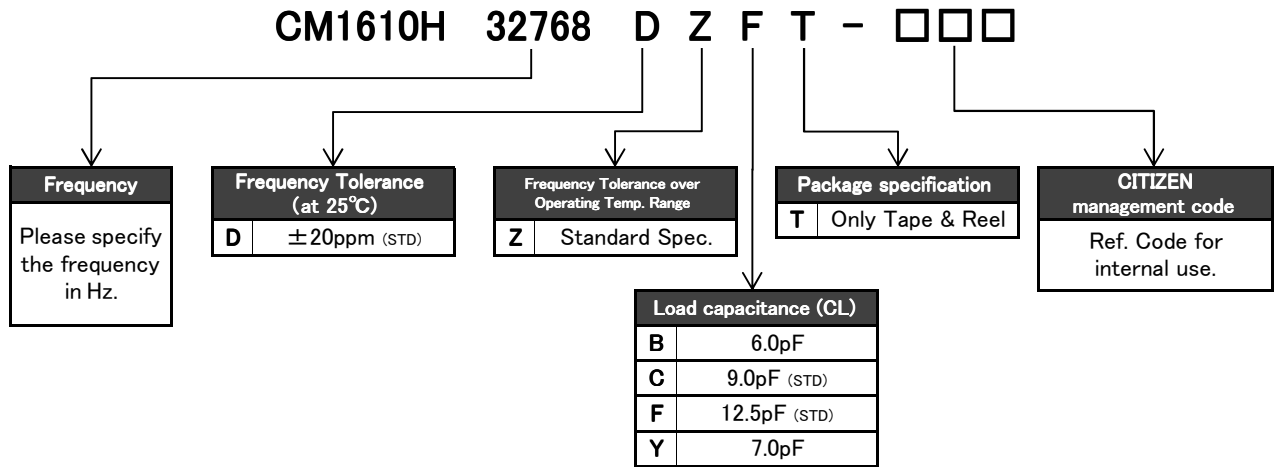 CM1610H 32768 D Z F T - □□□
Frequency
Please specify
the frequency
in Hz.
Frequency Tolerance
(at 25℃)
D ±20ppm (STD)
Frequency Tolerance over
Operating Temp. Range
Z Standard Spec.
Package specification
T Only Tape & Reel
CITIZEN
management code
Ref. Code for
internal use.
Load capacitance (CL)
B 6.0pF
C 9.0pF (STD)
F 12.5pF (STD)
Y 7.0pF